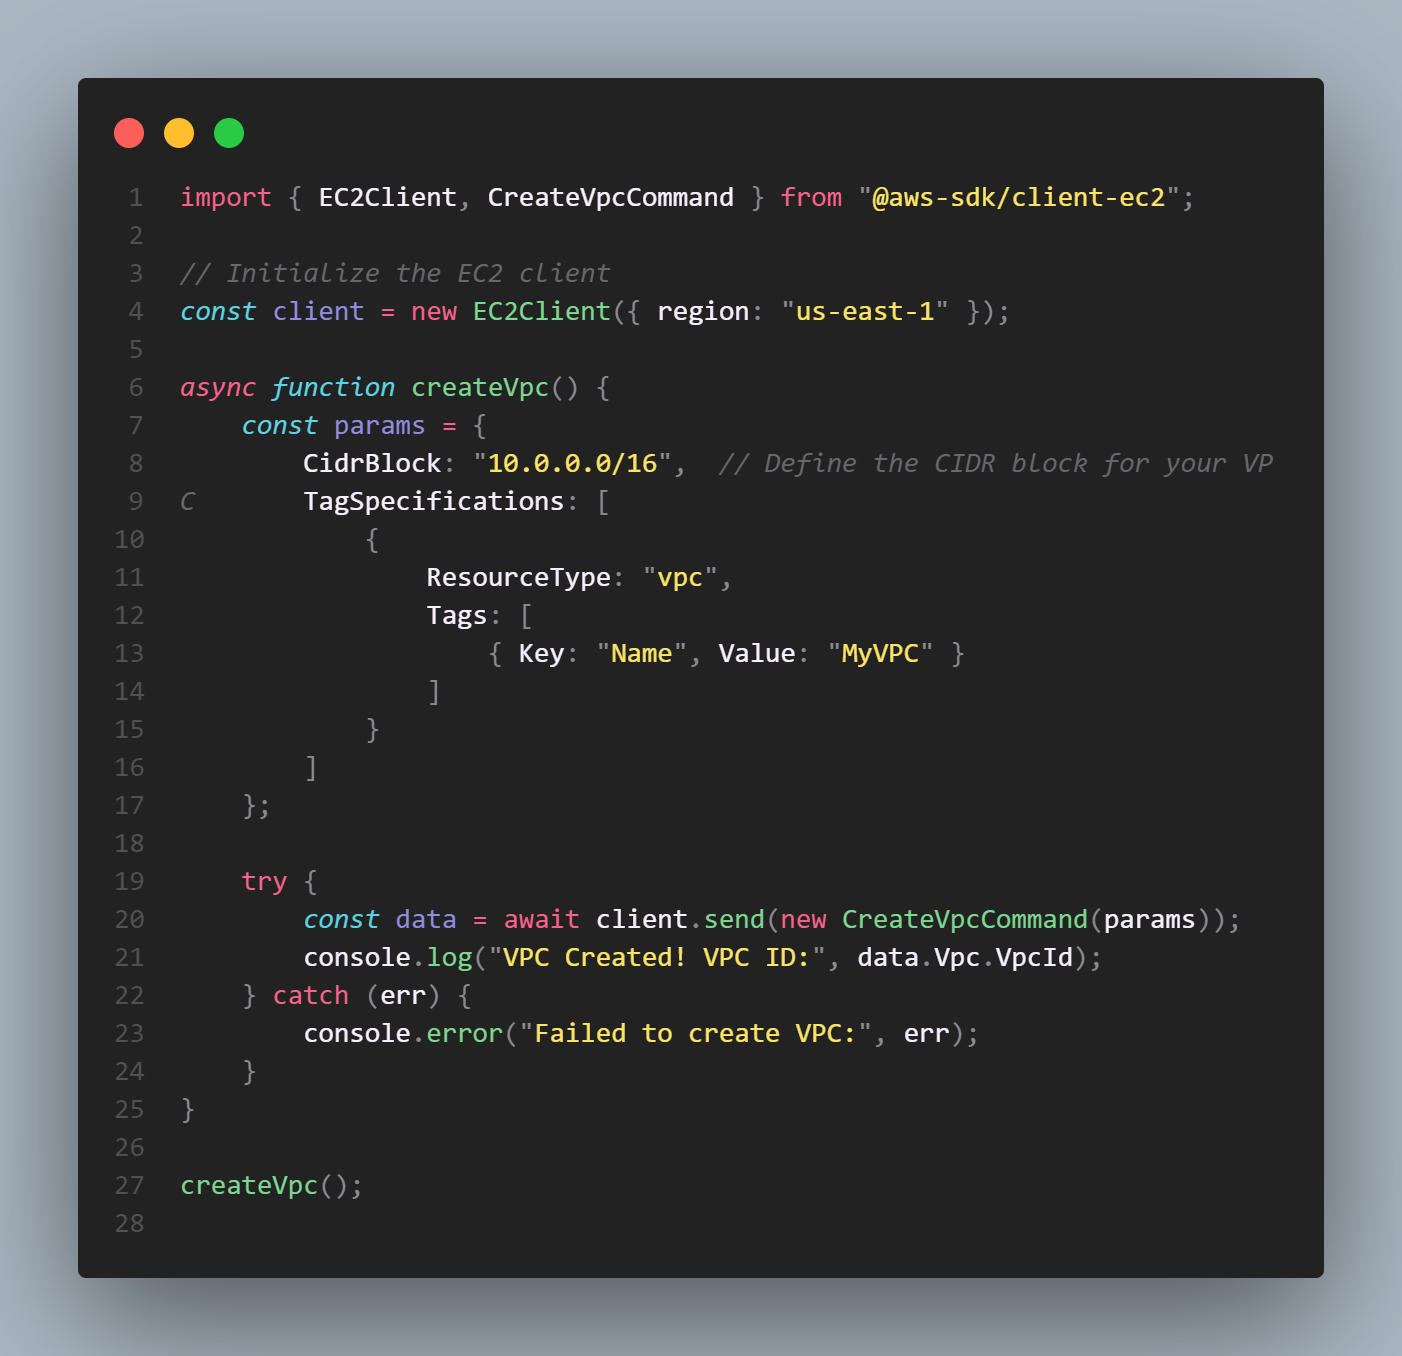 1 import { EC2Client, CreateVpcCommand } from "@aws-sdk/client-ec2";
2
3 // Initialize the EC2 client
4 const client = new EC2Client({ region: "us-east-1" });
5
6 async function createVpc() {
7     const params = {
8         CidrBlock: "10.0.0.0/16",  // Define the CIDR block for your VP
9 C       TagSpecifications: [
10             {
11                 ResourceType: "vpc",
12                 Tags: [
13                     { Key: "Name", Value: "MyVPC" }
14                 ]
15             }
16         ]
17     };
18
19     try {
20         const data = await client.send(new CreateVpcCommand(params));
21         console.log("VPC Created! VPC ID:", data.Vpc.VpcId);
22     } catch (err) {
23         console.error("Failed to create VPC:", err);
24     }
25 }
26
27 createVpc();
28